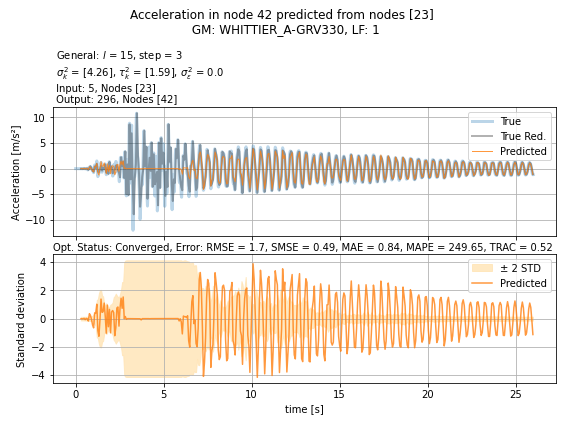 Acceleration in node 42 predicted from nodes [23]
GM: WHITTIER_A-GRV330, LF: 1
General: l = 15, step = 3
σ²ₖ = [4.26], τ²ₖ = [1.59], σ²ε = 0.0
Input: 5, Nodes [23]
Output: 296, Nodes [42]
10
5
0
−5
−10
Acceleration [m/s²]
True
True Red.
Predicted
Opt. Status: Converged, Error: RMSE = 1.7, SMSE = 0.49, MAE = 0.84, MAPE = 249.65, TRAC = 0.52
4
2
0
−2
−4
Standard deviation
± 2 STD
Predicted
0 5 10 15 20 25
time [s]